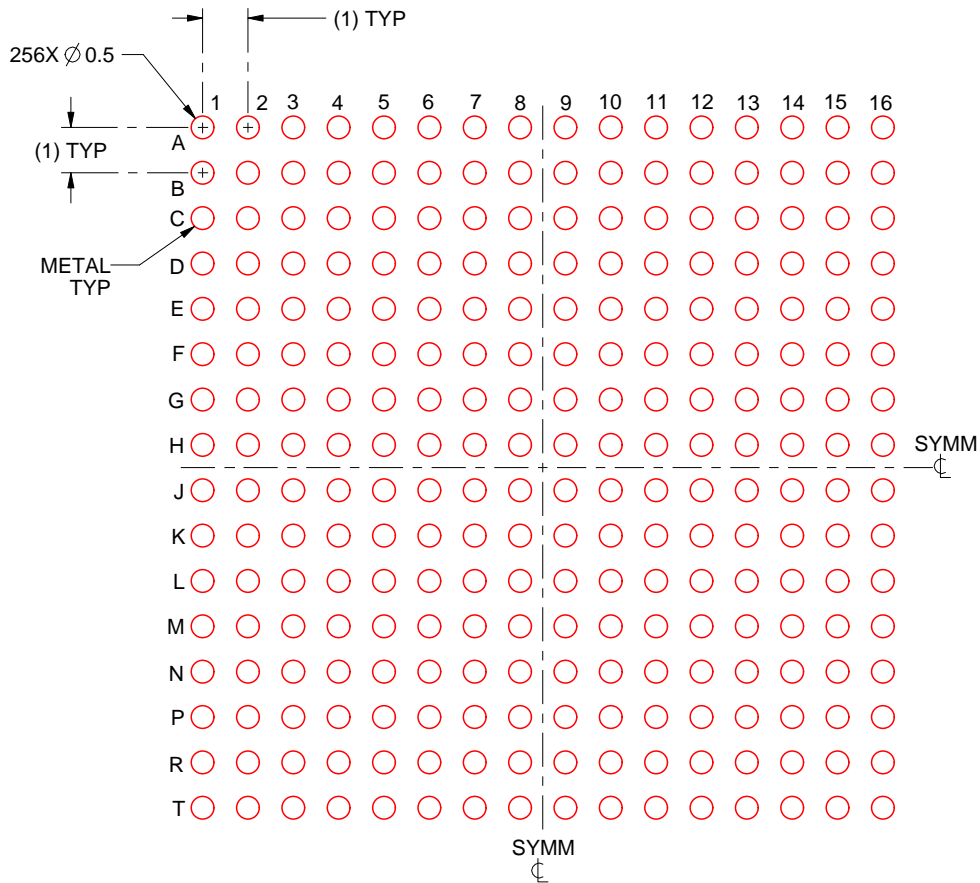 (1) TYP
256X ∅ 0.5
1 2 3 4 5 6 7 8 9 10 11 12 13 14 15 16
A
(1) TYP
B
C
METAL
TYP
D
E
F
G
H
SYMM
℄
J
K
L
M
N
P
R
T
SYMM
℄